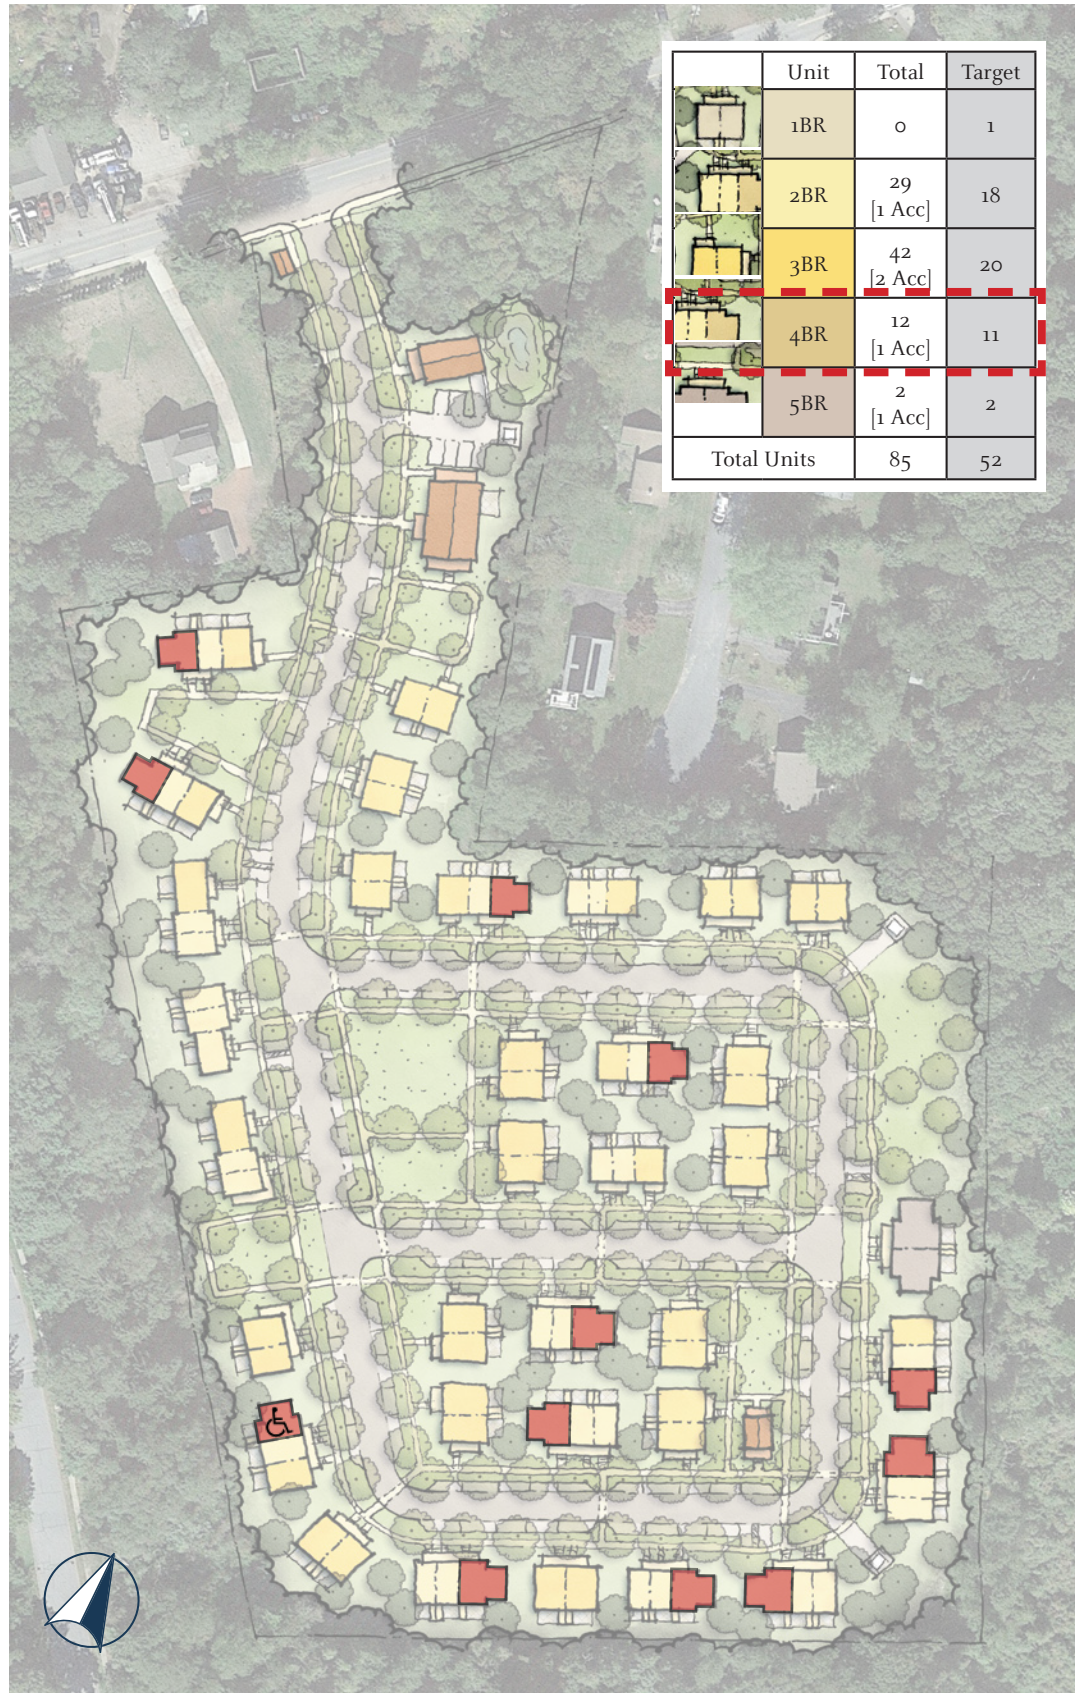 Unit Total Target
1BR 0 1
2BR 29 [1 Acc] 18
3BR 42 [2 Acc] 20
4BR 12 [1 Acc] 11
5BR 2 [1 Acc] 2
Total Units 85 52